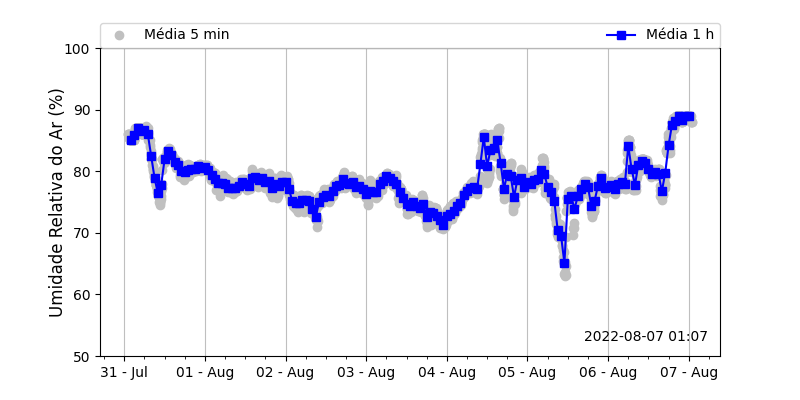 Média 5 min
Média 1 h
Umidade Relativa do Ar (%)
100
90
80
70
60
50
2022-08-07 01:07
31 - Jul
01 - Aug
02 - Aug
03 - Aug
04 - Aug
05 - Aug
06 - Aug
07 - Aug